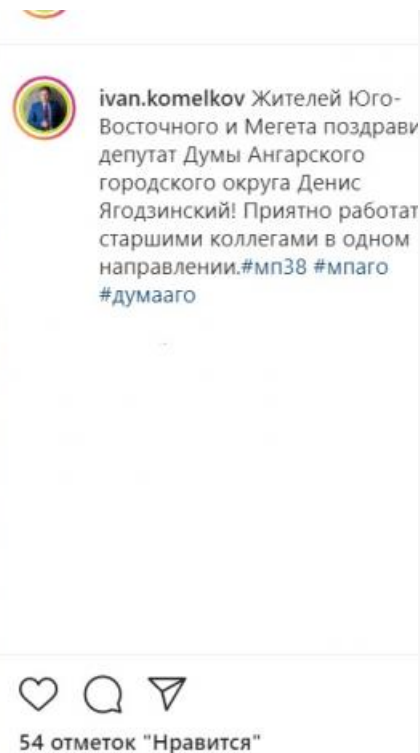 ivan.komelkov Жителей Юго-
Восточного и Мегета поздрави
депутат Думы Ангарского
городского округа Денис
Ягодзинский! Приятно работат
старшими коллегами в одном
направлении.#мп38 #мпаго
#думааго
54 отметок "Нравится"